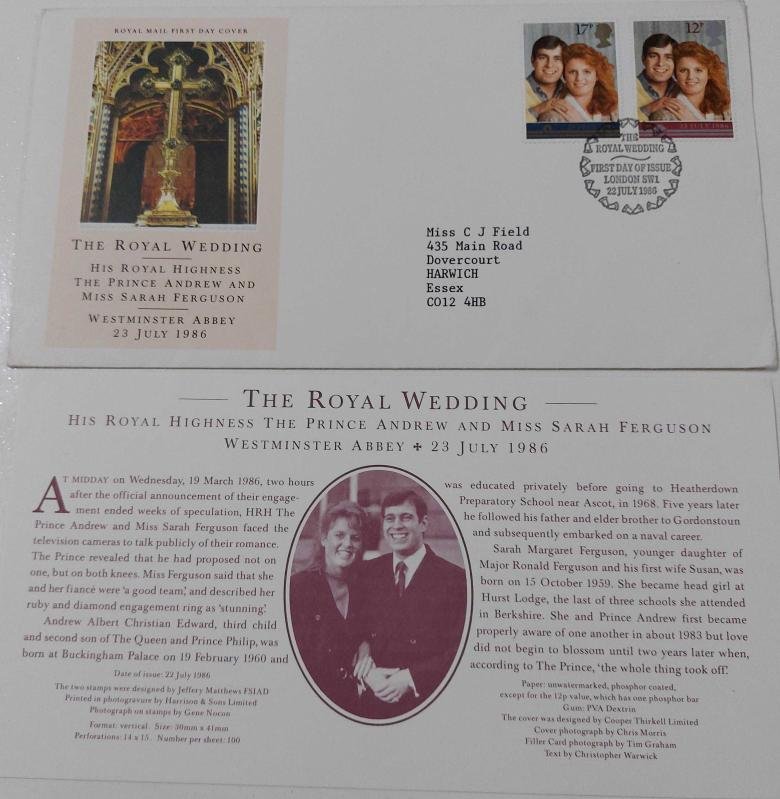 ROYAL MAIL FIRST DAY COVER
THE ROYAL WEDDING
HIS ROYAL HIGHNESS
THE PRINCE ANDREW AND
MISS SARAH FERGUSON
WESTMINSTER ABBEY
23 JULY 1986
17P
12P
23 JULY 1986
THE
ROYAL WEDDING
FIRST DAY OF ISSUE
LONDON SW1
22 JULY 1986
Miss C J Field
435 Main Road
Dovercourt
HARWICH
Essex
CO12 4HB
THE ROYAL WEDDING
HIS ROYAL HIGHNESS THE PRINCE ANDREW AND MISS SARAH FERGUSON
WESTMINSTER ABBEY ✠ 23 JULY 1986
AT MIDDAY on Wednesday, 19 March 1986, two hours
after the official announcement of their engage-
ment ended weeks of speculation, HRH The
Prince Andrew and Miss Sarah Ferguson faced the
television cameras to talk publicly of their romance.
The Prince revealed that he had proposed not on
one, but on both knees. Miss Ferguson said that she
and her fiancé were 'a good team', and described her
ruby and diamond engagement ring as 'stunning'.
Andrew Albert Christian Edward, third child
and second son of The Queen and Prince Philip, was
born at Buckingham Palace on 19 February 1960 and
was educated privately before going to Heatherdown
Preparatory School near Ascot, in 1968. Five years later
he followed his father and elder brother to Gordonstoun
and subsequently embarked on a naval career.
Sarah Margaret Ferguson, younger daughter of
Major Ronald Ferguson and his first wife Susan, was
born on 15 October 1959. She became head girl at
Hurst Lodge, the last of three schools she attended
in Berkshire. She and Prince Andrew first became
properly aware of one another in about 1983 but love
did not begin to blossom until two years later when,
according to The Prince, 'the whole thing took off'.
Date of issue: 22 July 1986
The two stamps were designed by Jeffery Matthews FSIAD
Printed in photogravure by Harrison & Sons Limited
Photograph on stamps by Gene Nocon
Format: vertical. Size: 30mm x 41mm
Perforations: 14 x 15. Number per sheet: 100
Paper: unwatermarked, phosphor coated,
except for the 12p value, which has one phosphor bar
Gum: PVA Dextrin
The cover was designed by Cooper Thirkell Limited
Cover photograph by Chris Morris
Filler Card photograph by Tim Graham
Text by Christopher Warwick